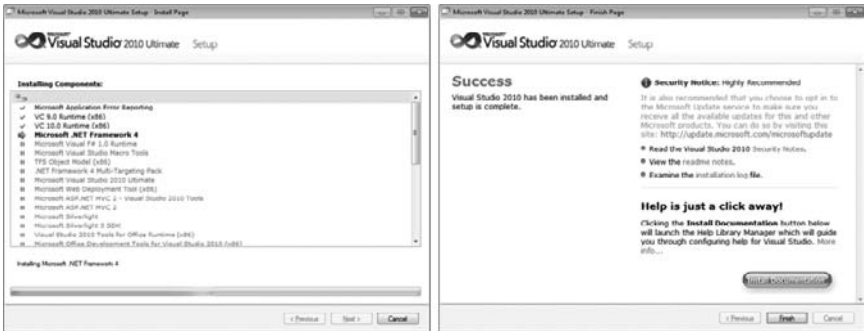 Microsoft Visual Studio 2010 Ultimate Setup - Install Page
Microsoft
Visual Studio 2010 Ultimate Setup
Installing Components:
Microsoft Application Error Reporting
VC 9.0 Runtime (x86)
VC 10.0 Runtime (x86)
Microsoft .NET Framework 4
Microsoft Visual F# 1.0 Runtime
Microsoft Visual Studio Macro Tools
TFS Object Model (x86)
.NET Framework 4 Multi-Targeting Pack
Microsoft Visual Studio 2010 Ultimate
Microsoft Web Deployment Tool (x86)
Microsoft ASP.NET MVC 2 - Visual Studio 2010 Tools
Microsoft ASP.NET MVC 2
Microsoft Silverlight
Microsoft Silverlight 3 SDK
Visual Studio 2010 Tools for Office Runtime (x86)
Microsoft Office Development Tools for Visual Studio 2010 (x86)
Installing Microsoft .NET Framework 4
< Previous Next > Cancel
Microsoft Visual Studio 2010 Ultimate Setup - Finish Page
Microsoft
Visual Studio 2010 Ultimate Setup
Success
Visual Studio 2010 has been installed and
setup is complete.
Security Notice: Highly Recommended
It is also recommended that you choose to opt in to
the Microsoft Update service to make sure you
receive all the available updates for this and other
Microsoft products. You can do so by visiting this
site: http://update.microsoft.com/microsoftupdate
Read the Visual Studio 2010 Security Notes.
View the readme notes.
Examine the installation log file.
Help is just a click away!
Clicking the Install Documentation button below
will launch the Help Library Manager which will guide
you through configuring help for Visual Studio. More
info...
Install Documentation
< Previous Finish Cancel